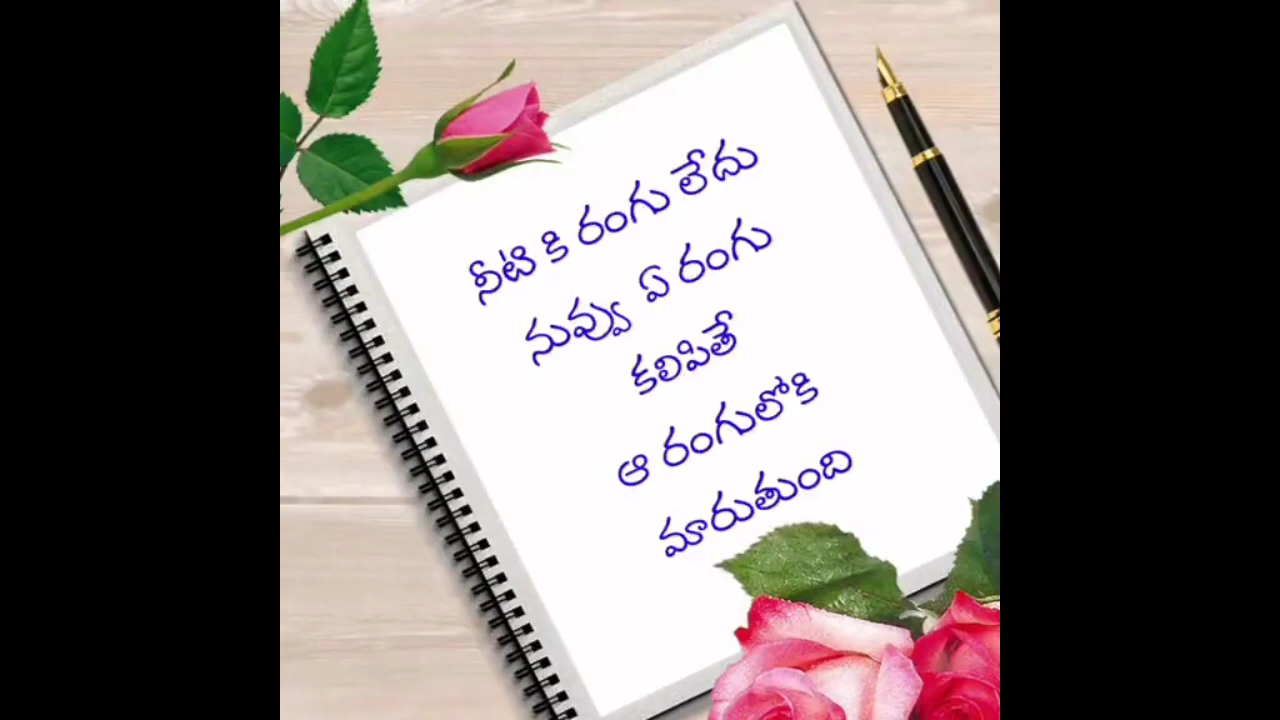 నీటి కి రంగు లేదు
నువ్వు ఏ రంగు
కలిపితే
ఆ రంగులోకి
మారుతుంది